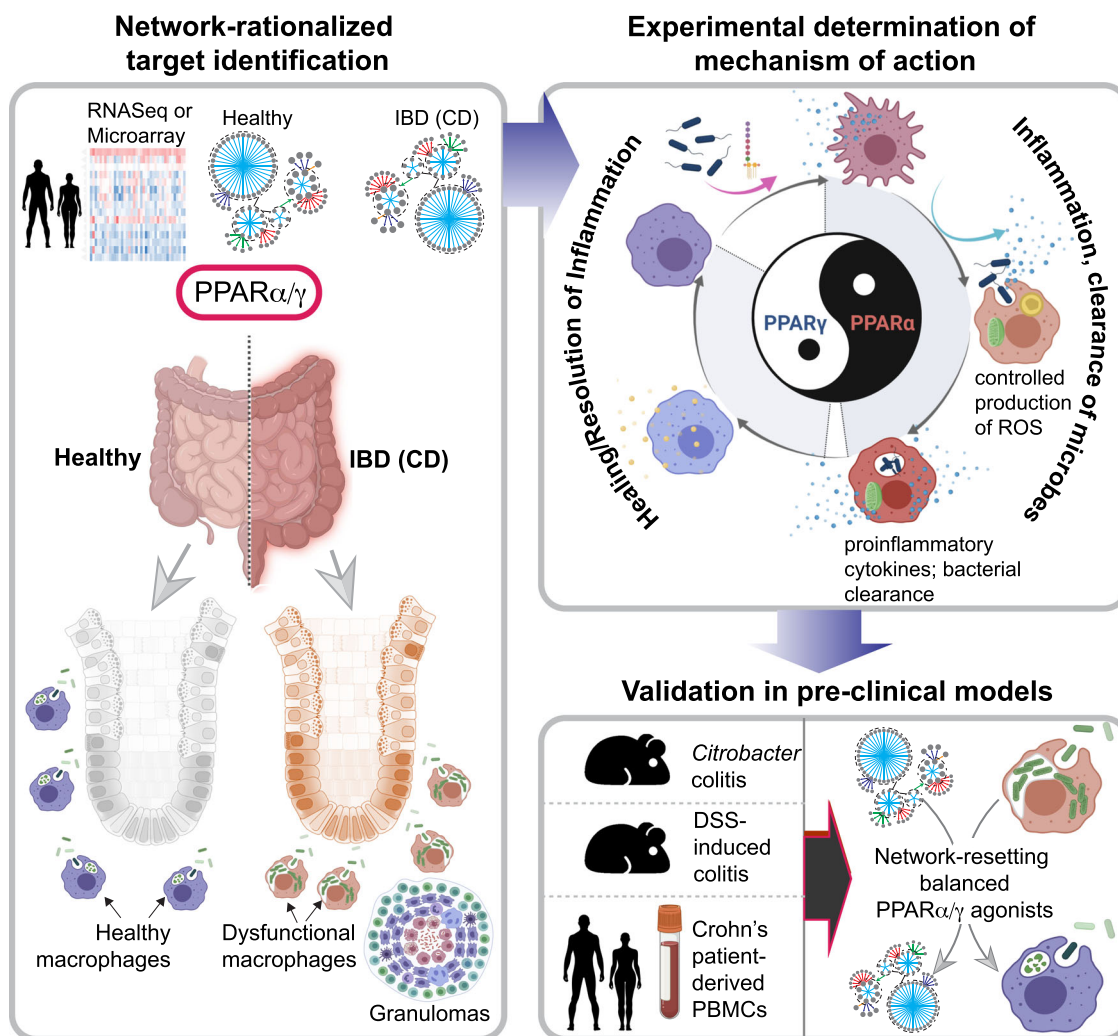 Network-rationalized
target identification
RNASeq or
Microarray
Healthy
IBD (CD)
PPARα/γ
Healthy
IBD (CD)
Healthy
macrophages
Dysfunctional
macrophages
Granulomas
Experimental determination of
mechanism of action
Healing/Resolution of Inflammation
Inflammation, clearance of microbes
PPARγ
PPARα
controlled
production
of ROS
proinflammatory
cytokines; bacterial
clearance
Validation in pre-clinical models
Citrobacter
colitis
DSS-
induced
colitis
Crohn's
patient-
derived
PBMCs
Network-resetting
balanced
PPARα/γ agonists